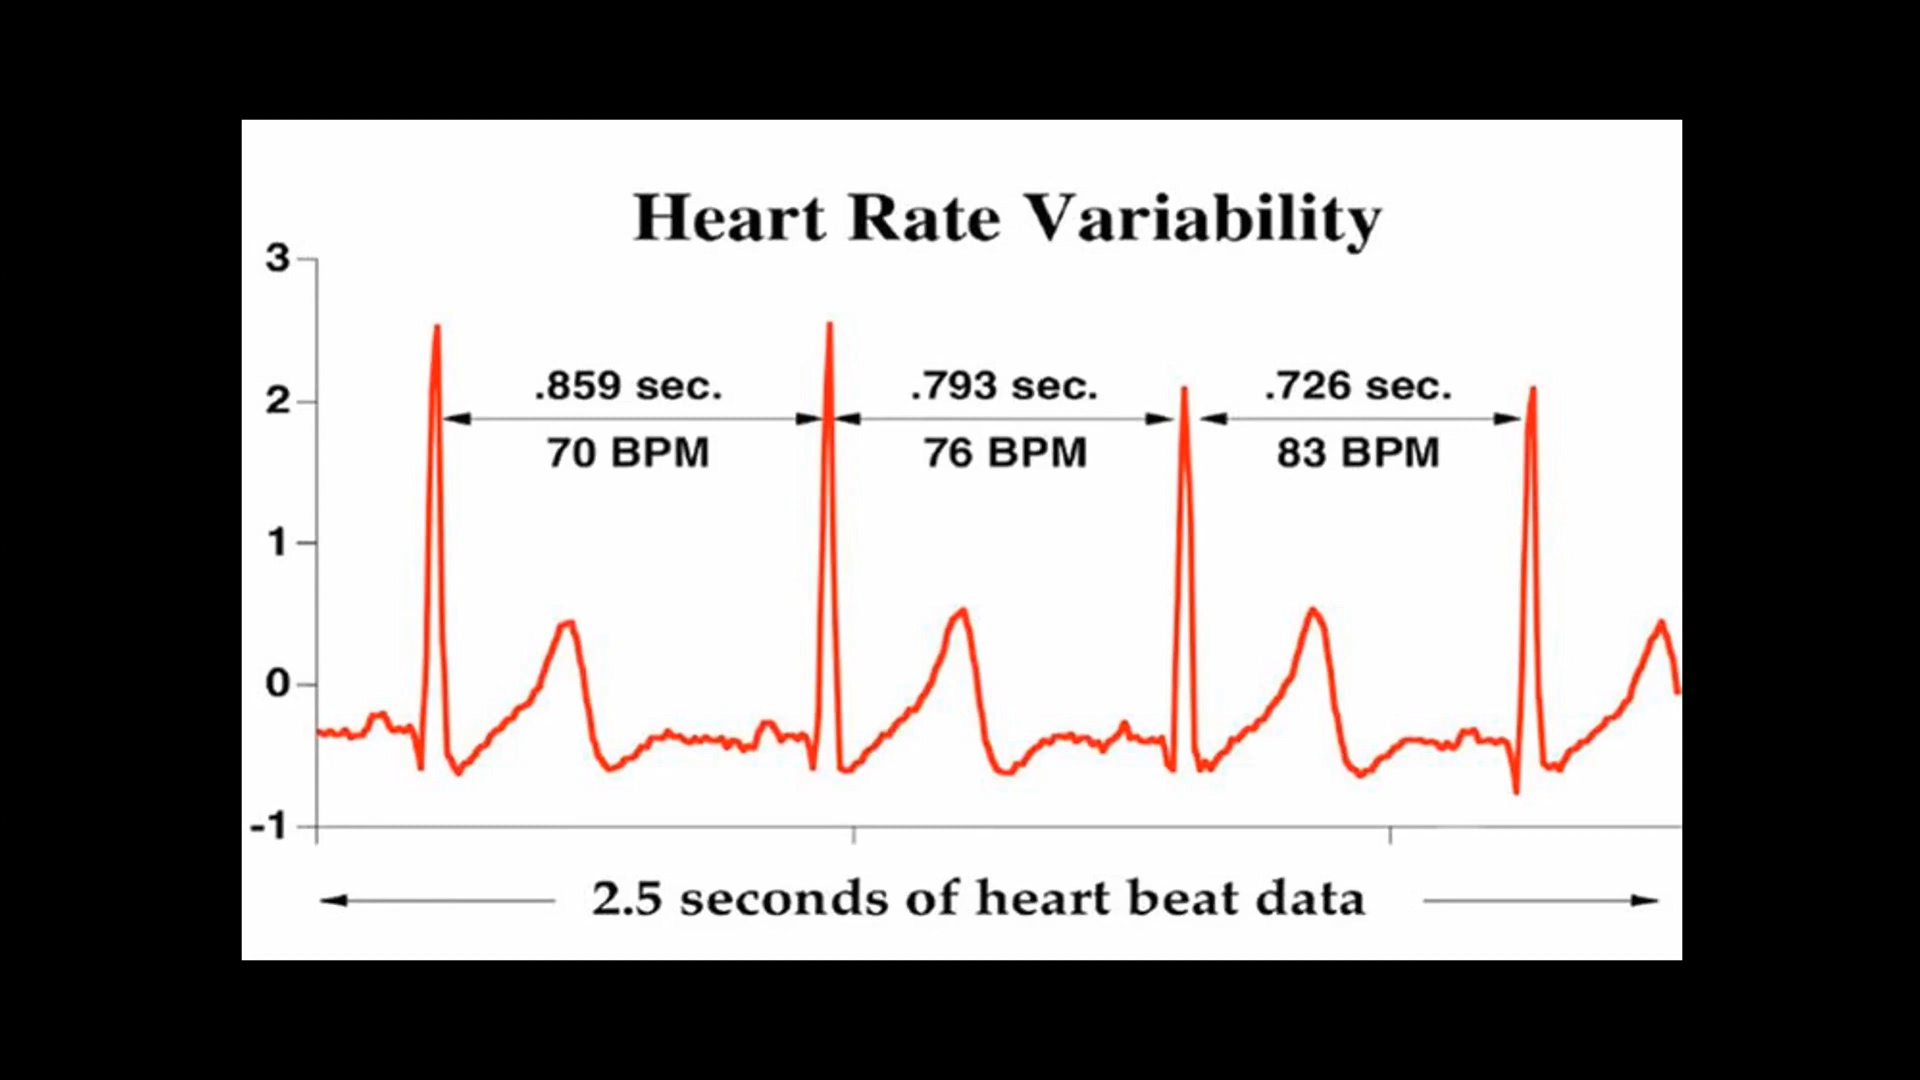 Heart Rate Variability
3
.859 sec. .793 sec. .726 sec.
2
70 BPM 76 BPM 83 BPM
1
0
-1
2.5 seconds of heart beat data